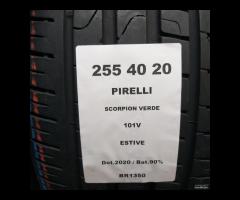 255 40 20
PIRELLI
SCORPION VERDE
101V
ESTIVE
Dot.2020 / Bat.90%
BR1350